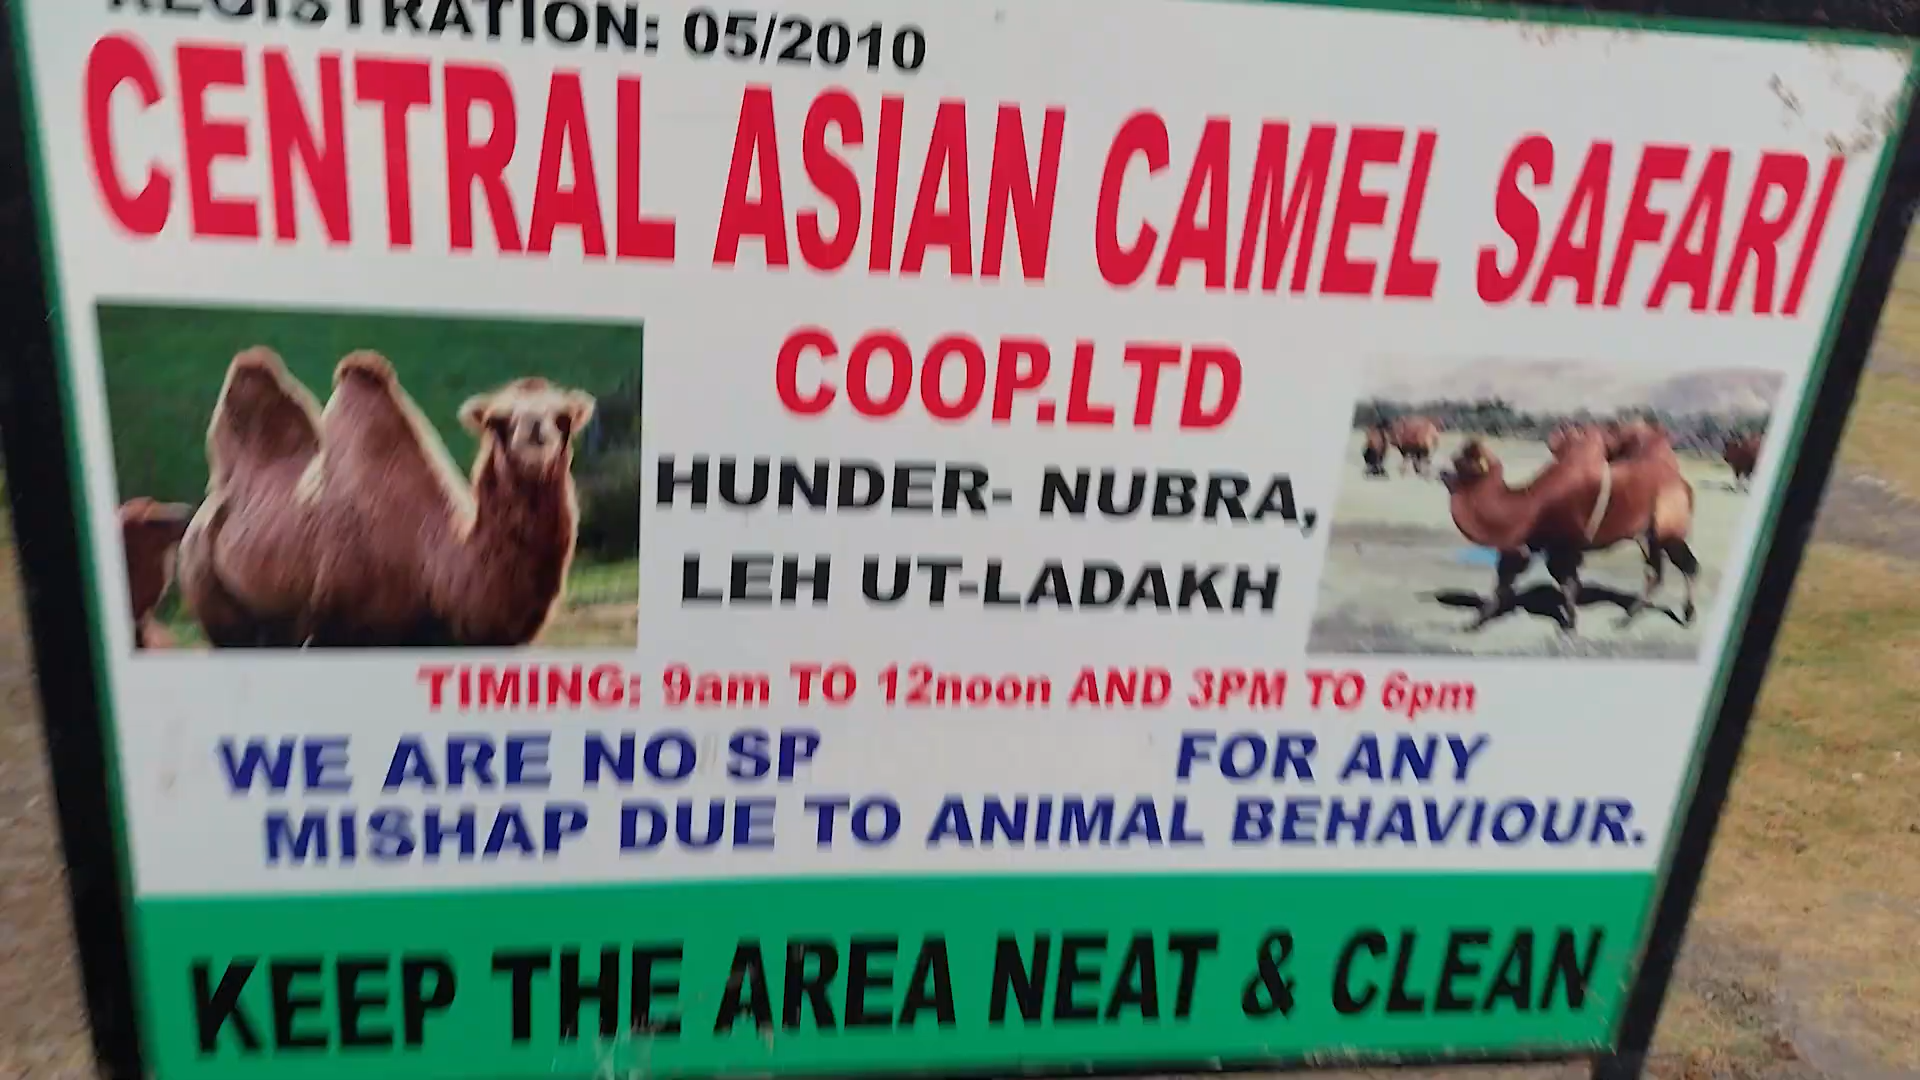 REGISTRATION: 05/2010
CENTRAL ASIAN CAMEL SAFARI
COOP.LTD
HUNDER- NUBRA,
LEH UT-LADAKH
TIMING: 9am TO 12noon AND 3PM TO 6pm
WE ARE NO SP FOR ANY
MISHAP DUE TO ANIMAL BEHAVIOUR.
KEEP THE AREA NEAT & CLEAN